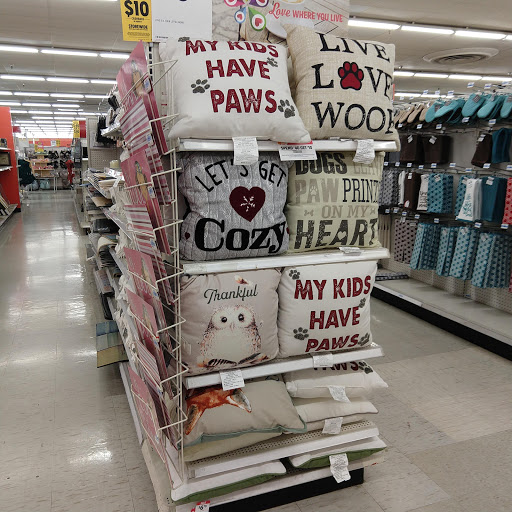 $10
Love WHERE YOU LIVE
MY KIDS
HAVE
PAWS
LIVE
LOVE
WOOF
LET'S GET
Cozy
DOGS
PAW PRINT
ON MY
HEART
Thankful
MY KIDS
HAVE
PAWS